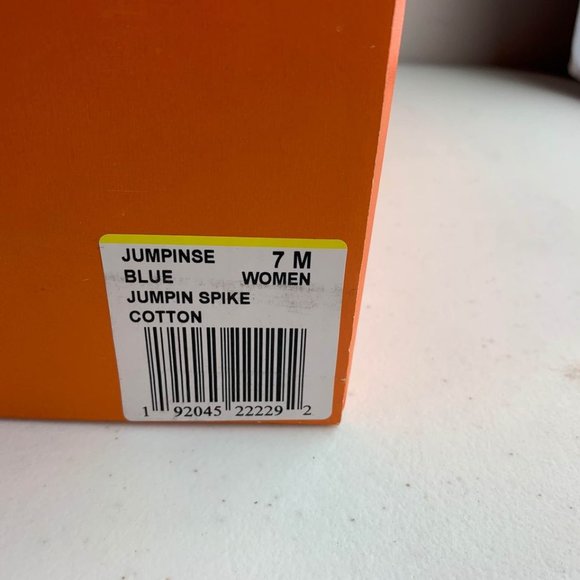 JUMPINSE 7 M
BLUE WOMEN
JUMPIN SPIKE
COTTON
1 92045 22229 2